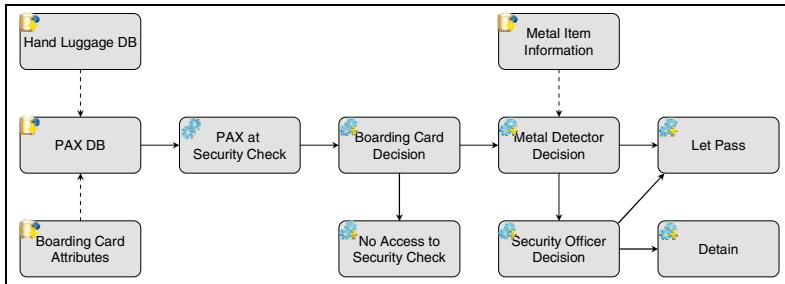 Hand Luggage DB
Metal Item
Information
PAX DB
PAX at
Security Check
Boarding Card
Decision
Metal Detector
Decision
Let Pass
Boarding Card
Attributes
No Access to
Security Check
Security Officer
Decision
Detain